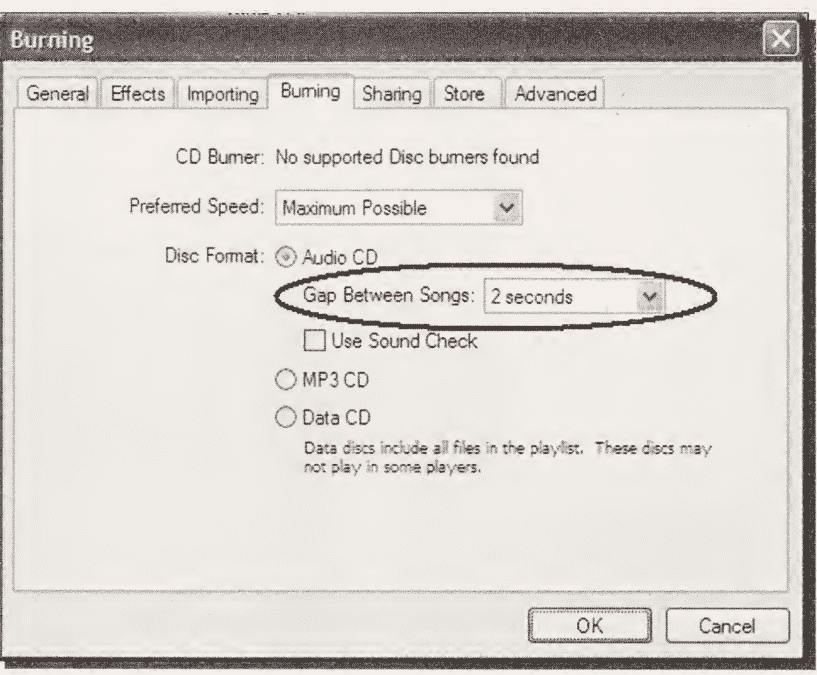 Burning
General Effects Importing Burning Sharing Store Advanced
CD Burner: No supported Disc burners found
Preferred Speed: Maximum Possible
Disc Format: Audio CD
Gap Between Songs: 2 seconds
Use Sound Check
MP3 CD
Data CD
Data discs include all files in the playlist. These discs may
not play in some players.
OK Cancel